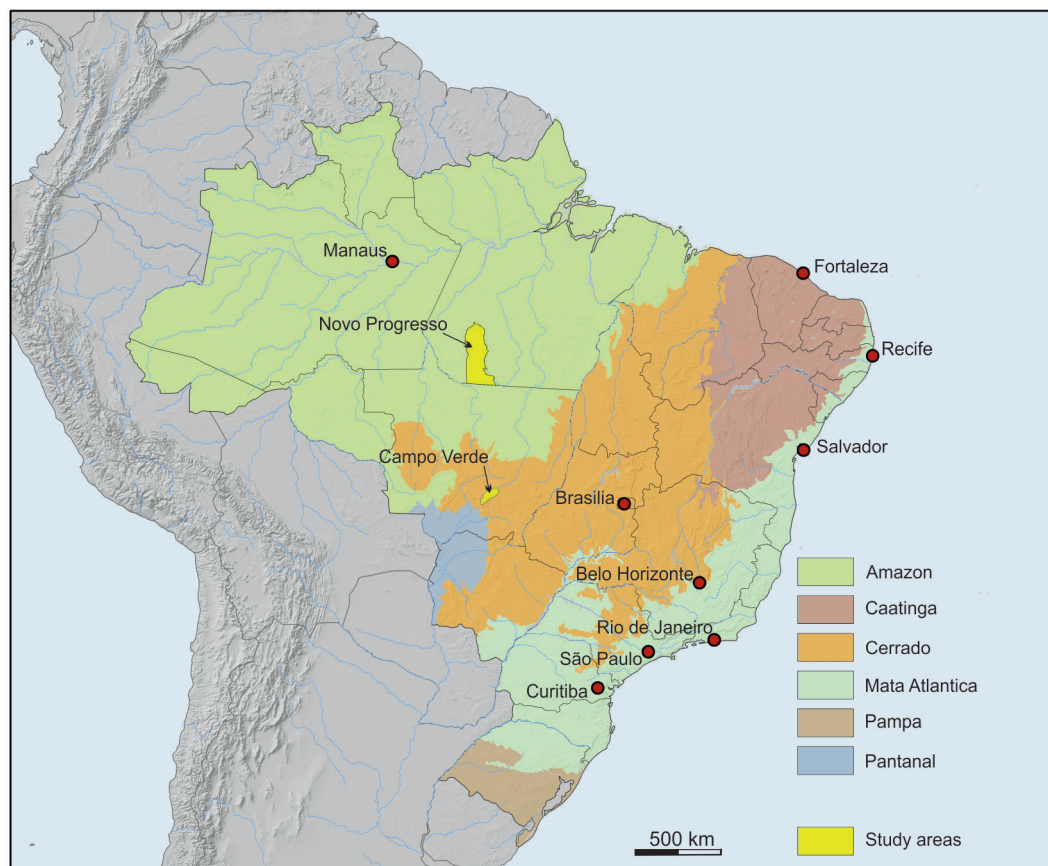 Manaus
Fortaleza
Novo Progresso
Recife
Campo Verde
Salvador
Brasilia
Belo Horizonte
Rio de Janeiro
São Paulo
Curitiba
Amazon
Caatinga
Cerrado
Mata Atlantica
Pampa
Pantanal
500 km
Study areas